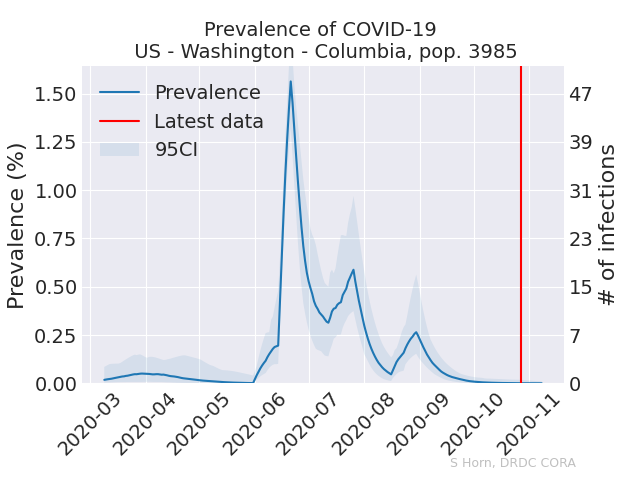 Prevalence of COVID-19
US - Washington - Columbia, pop. 3985
Prevalence (%)
1.50
1.25
1.00
0.75
0.50
0.25
0.00
Prevalence
Latest data
95CI
47
39
31
23
15
7
0
# of infections
2020-03
2020-04
2020-05
2020-06
2020-07
2020-08
2020-09
2020-10
2020-11
S Horn, DRDC CORA